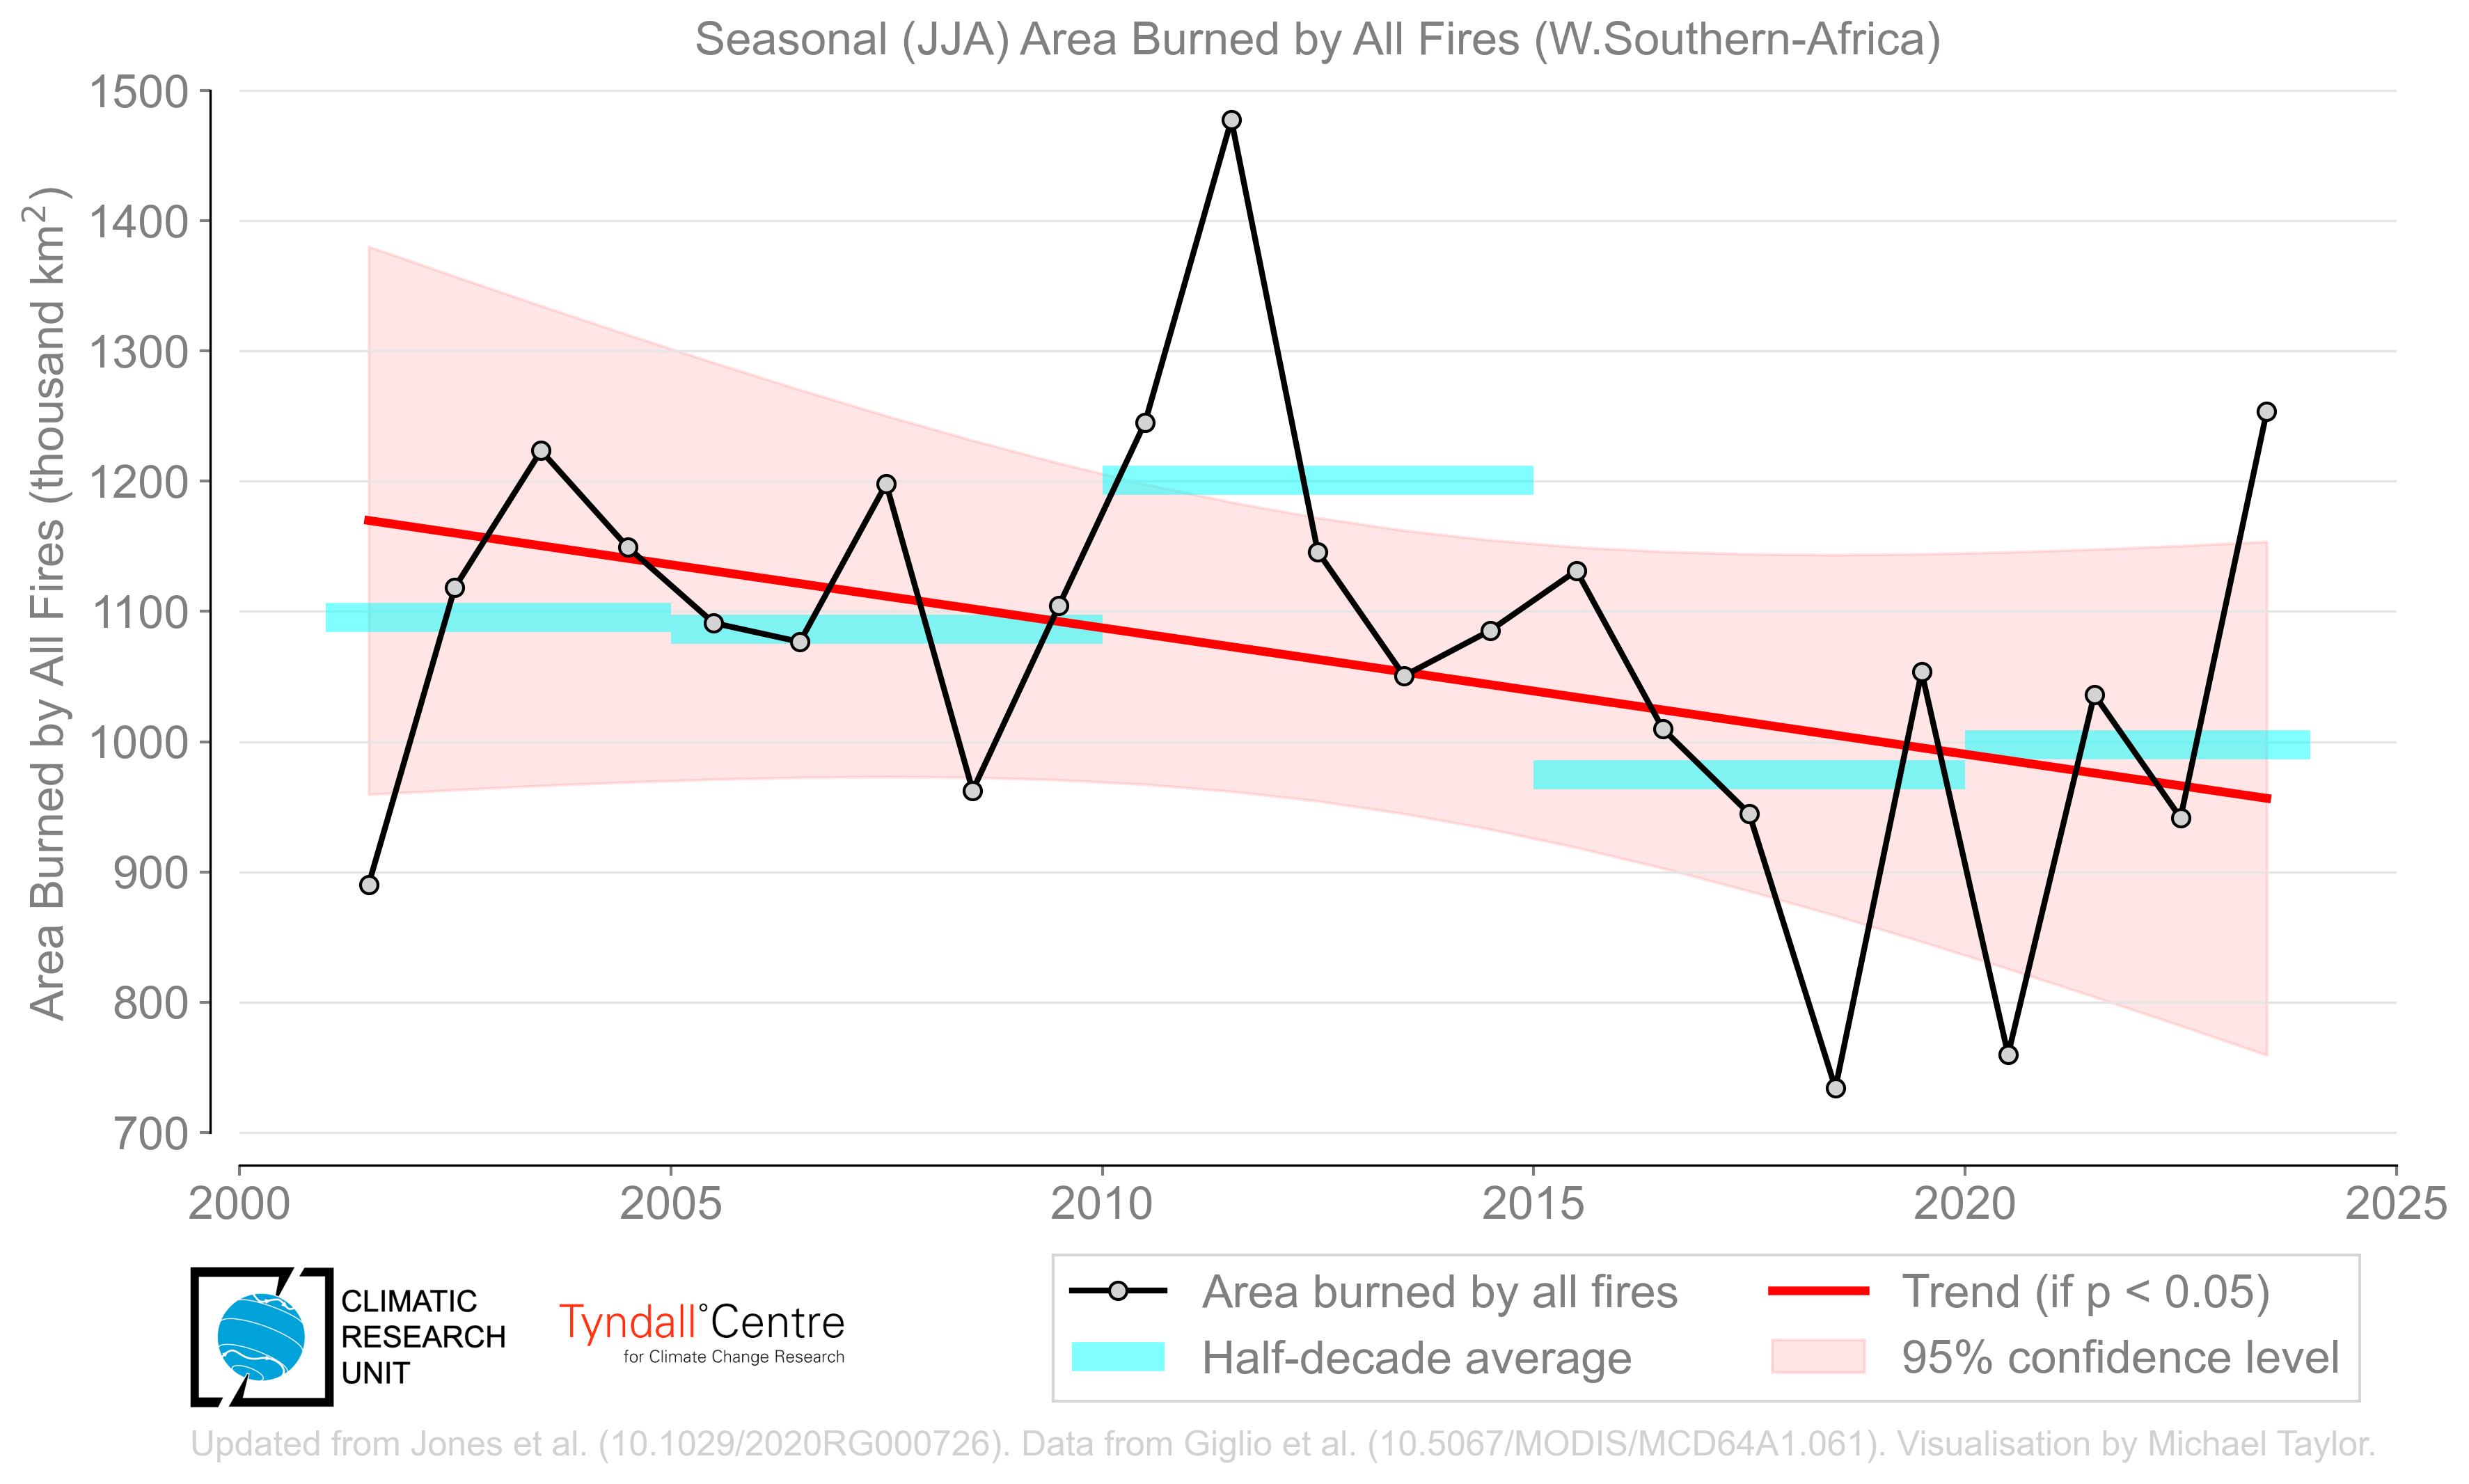 Seasonal (JJA) Area Burned by All Fires (W.Southern-Africa)
Area Burned by All Fires (thousand km²)
1500
1400
1300
1200
1100
1000
900
800
700
2000 2005 2010 2015 2020 2025
CLIMATIC
RESEARCH
UNIT
Tyndall°Centre
for Climate Change Research
Area burned by all fires
Half-decade average
Trend (if p < 0.05)
95% confidence level
Updated from Jones et al. (10.1029/2020RG000726). Data from Giglio et al. (10.5067/MODIS/MCD64A1.061). Visualisation by Michael Taylor.